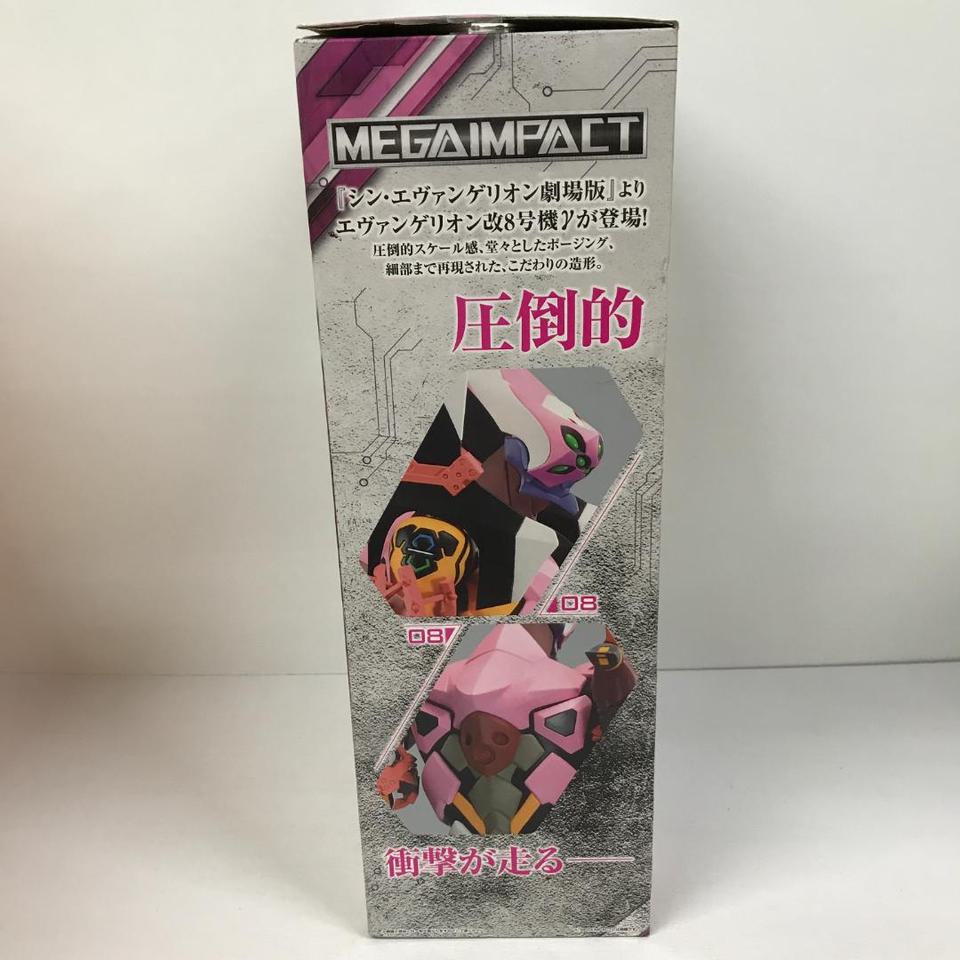 MEGAIMPACT
『シン・エヴァンゲリオン劇場版』より
エヴァンゲリオン改8号機γが登場!
圧倒的スケール感、堂々としたポージング、
細部まで再現された、こだわりの造形。
圧倒的
08
08
衝撃が走る——